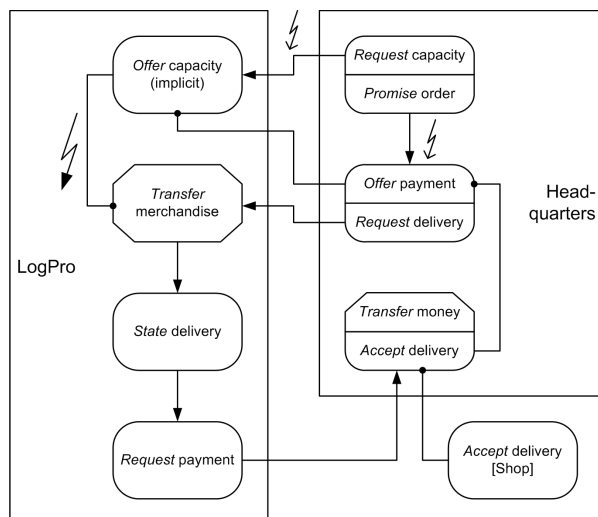 Offer capacity
(implicit)
Request capacity
Promise order
Transfer
merchandise
Offer payment
Request delivery
Head-
quarters
LogPro
State delivery
Transfer money
Accept delivery
Request payment
Accept delivery
[Shop]